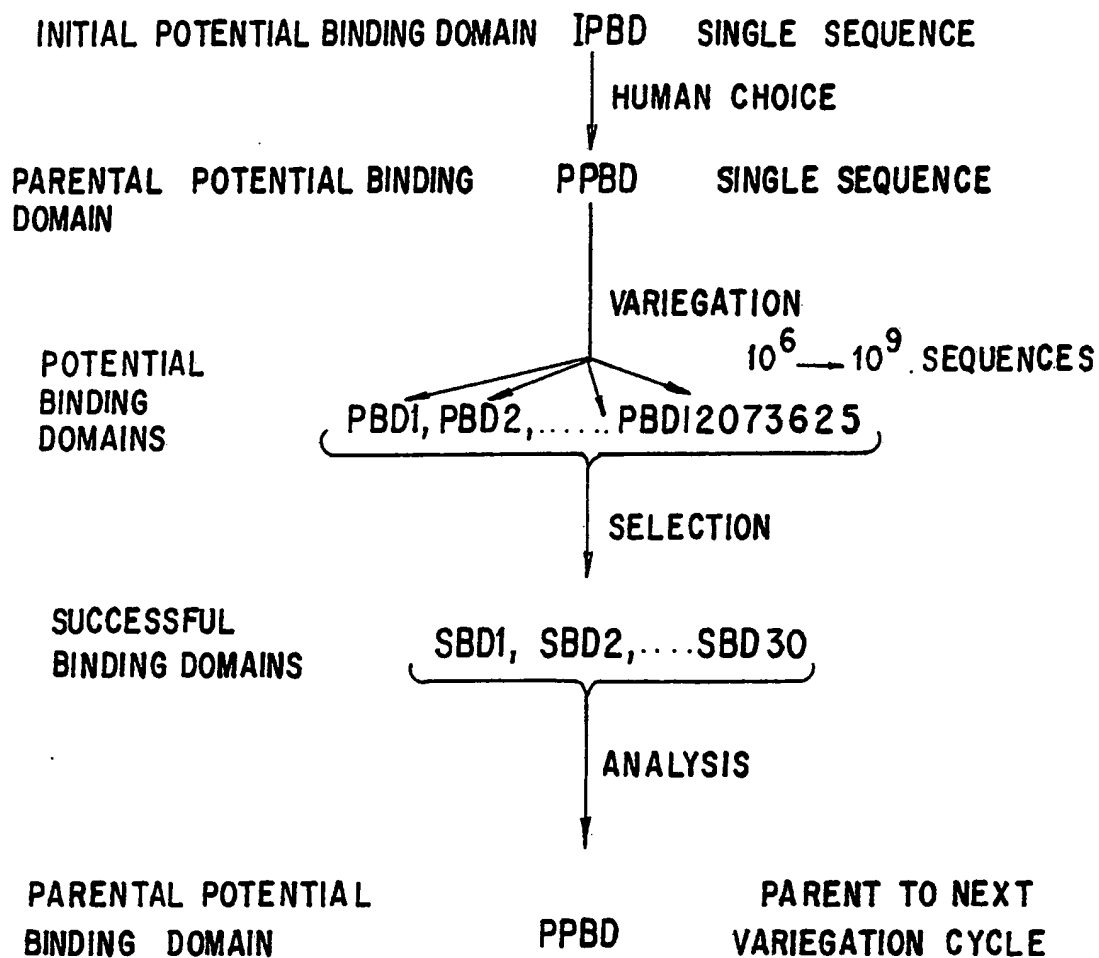 INITIAL POTENTIAL BINDING DOMAIN IPBD SINGLE SEQUENCE
HUMAN CHOICE
PARENTAL POTENTIAL BINDING PPBD SINGLE SEQUENCE
DOMAIN
VARIEGATION
POTENTIAL 10^6 → 10^9 . SEQUENCES
BINDING
DOMAINS PBD1, PBD2,...... PBD12073625
SELECTION
SUCCESSFUL
BINDING DOMAINS SBD1, SBD2,....SBD30
ANALYSIS
PARENTAL POTENTIAL PARENT TO NEXT
BINDING DOMAIN PPBD VARIEGATION CYCLE